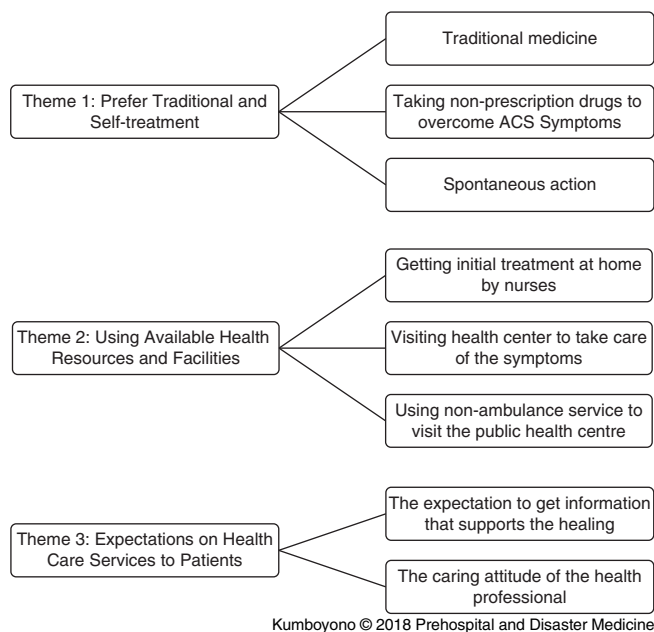 Traditional medicine
Theme 1: Prefer Traditional and
Self-treatment
Taking non-prescription drugs to
overcome ACS Symptoms
Spontaneous action
Getting initial treatment at home
by nurses
Theme 2: Using Available Health
Resources and Facilities
Visiting health center to take care
of the symptoms
Using non-ambulance service to
visit the public health centre
The expectation to get information
that supports the healing
Theme 3: Expectations on Health
Care Services to Patients
The caring attitude of the health
professional
Kumboyono © 2018 Prehospital and Disaster Medicine